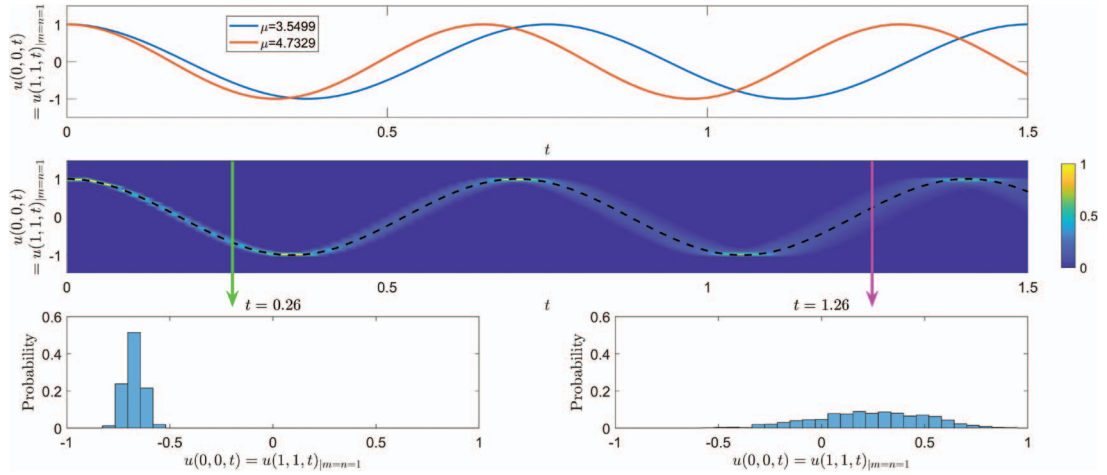 u(0, 0, t)
= u(1, 1, t)|m=n=1
1
0
-1
μ=3.5499
μ=4.7329
0
0.5
1
1.5
t
u(0, 0, t)
= u(1, 1, t)|m=n=1
1
0
-1
1
0.5
0
0
0.5
1
1.5
t = 0.26
t
t = 1.26
Probability
0.6
0.4
0.2
0
-1
-0.5
0
0.5
1
u(0, 0, t) = u(1, 1, t)|m=n=1
Probability
0.6
0.4
0.2
0
-1
-0.5
0
0.5
1
u(0, 0, t) = u(1, 1, t)|m=n=1